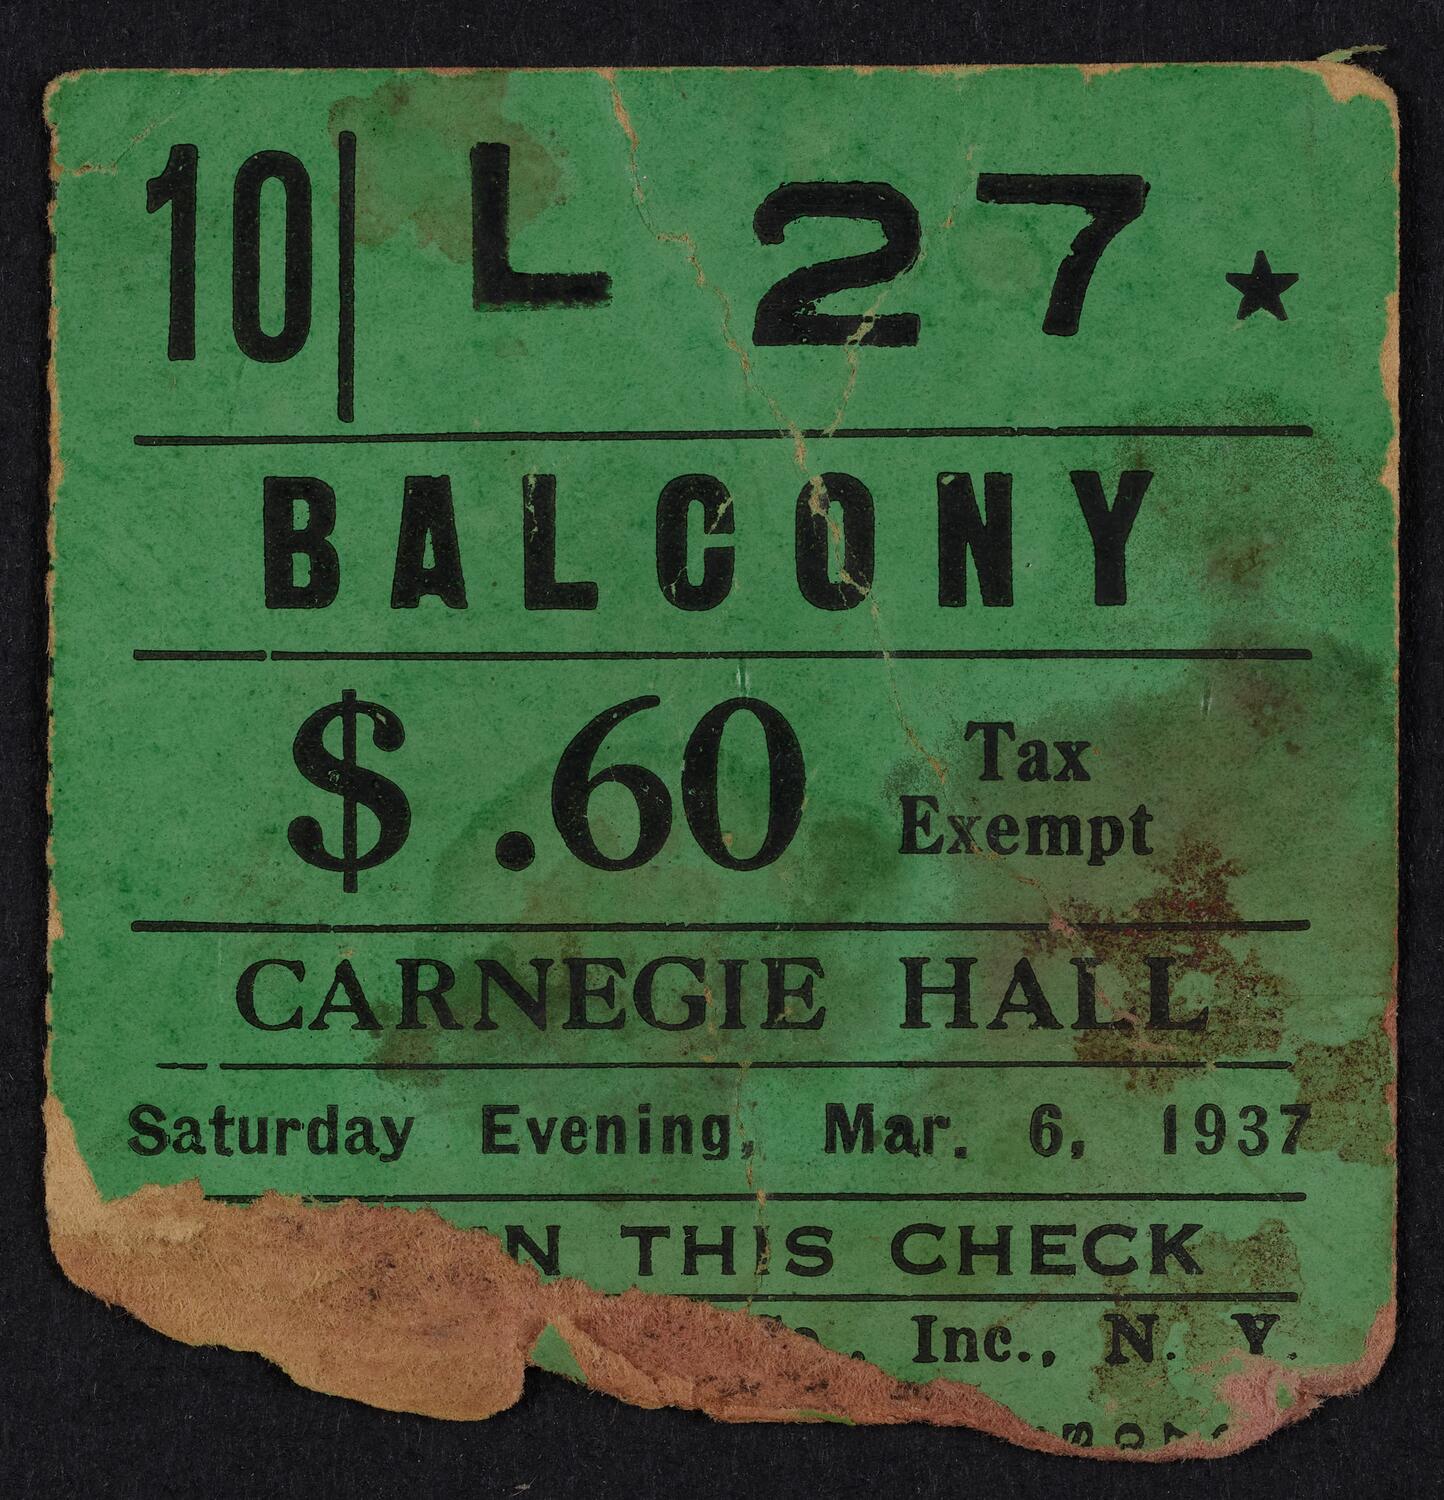 10| L 27 ★
BALCONY
$ .60 Tax
Exempt
CARNEGIE HALL
Saturday Evening, Mar. 6, 1937
N THIS CHECK
Inc., N. Y.